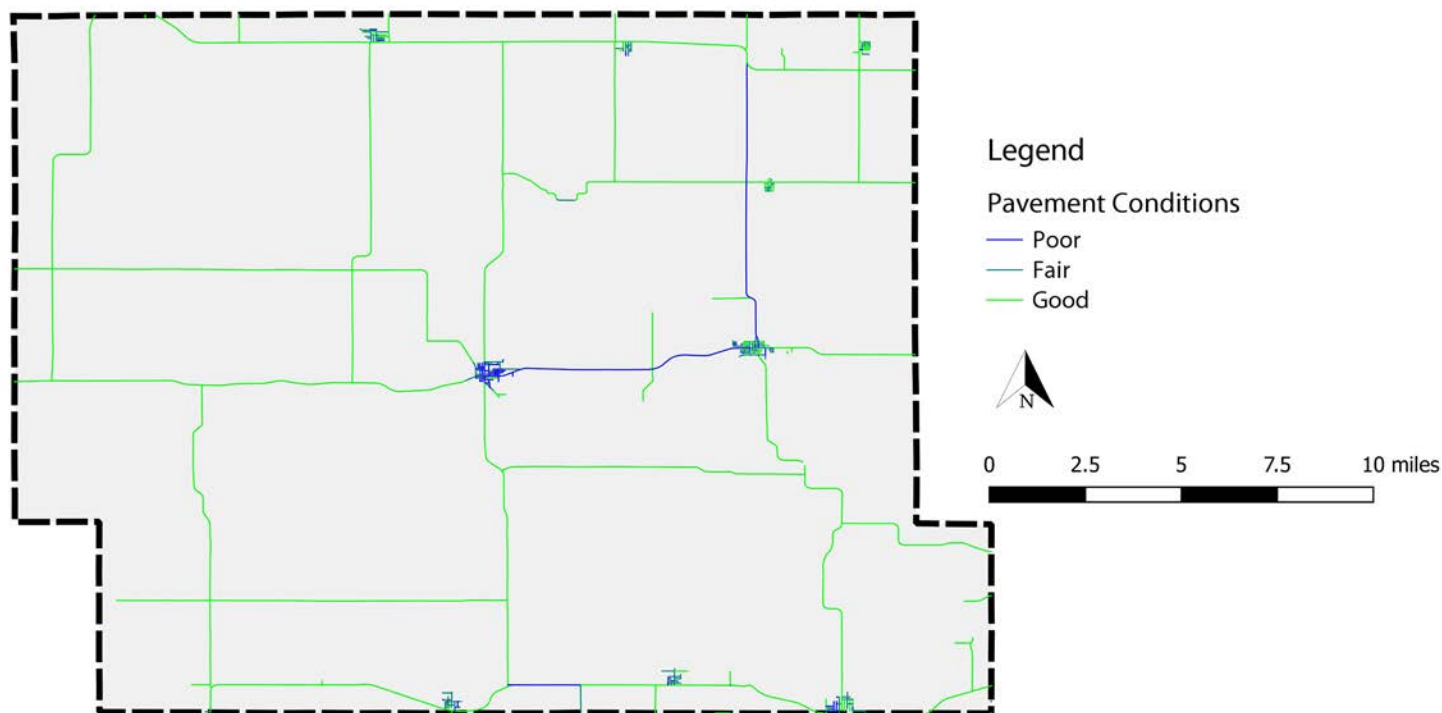 Legend
Pavement Conditions
Poor
Fair
Good
N
0 2.5 5 7.5 10 miles